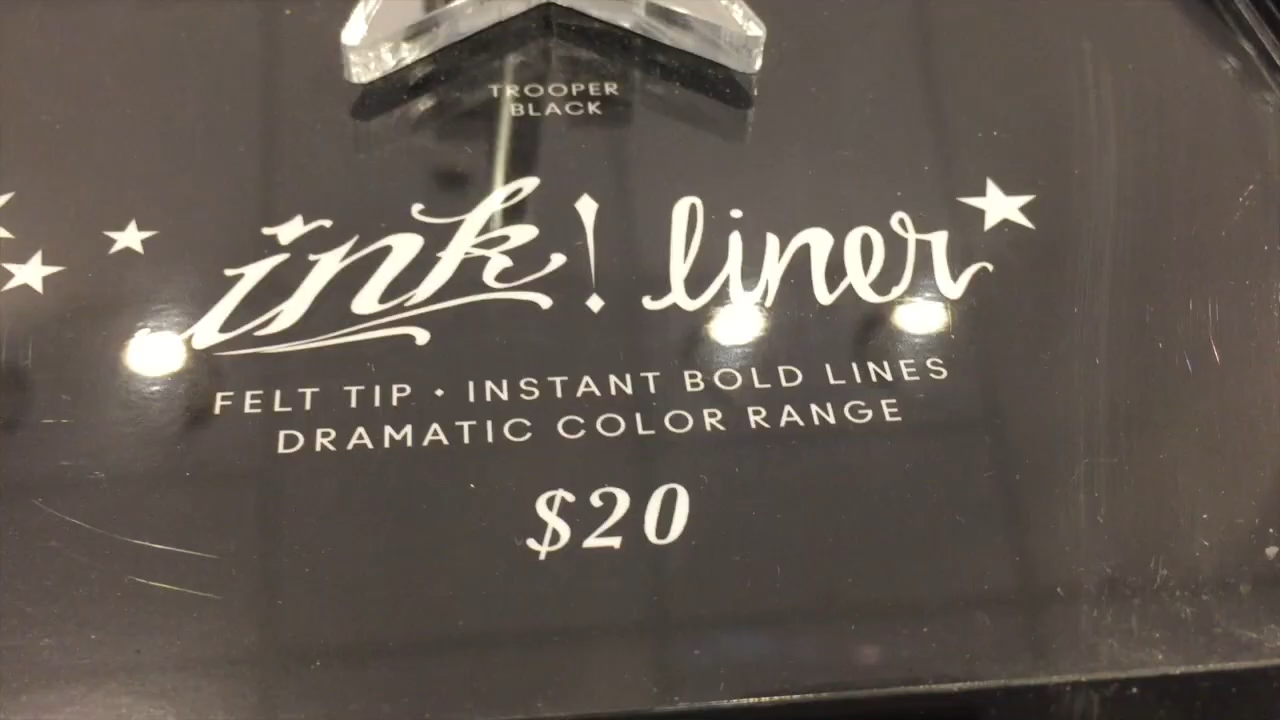 TROOPER
BLACK
ink! liner
FELT TIP • INSTANT BOLD LINES
DRAMATIC COLOR RANGE
$20